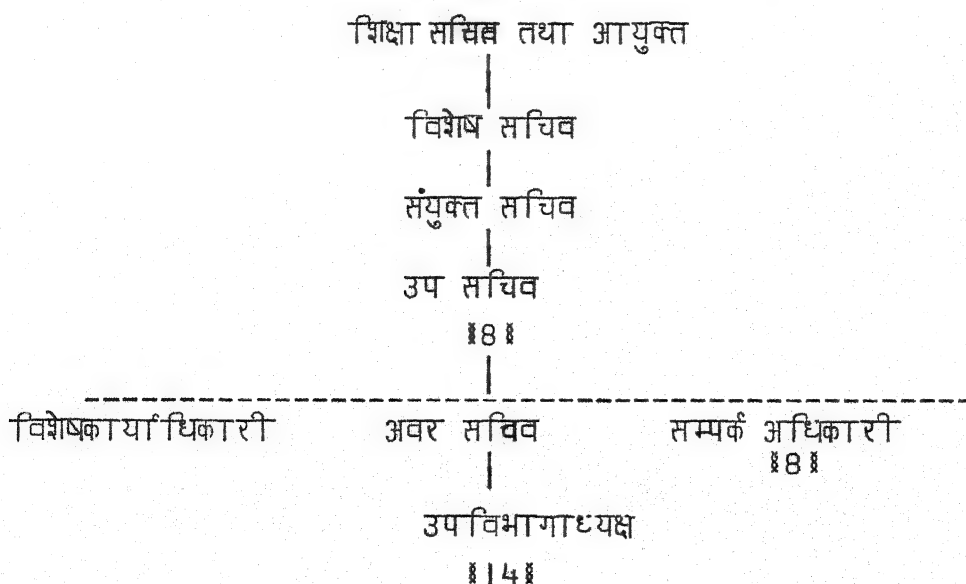 शिक्षा सचिव तथा आयुक्त
विशेष सचिव
संयुक्त सचिव
उप सचिव
॥8॥
विशेषकार्याधिकारी अवर सचिव सम्पर्क अधिकारी
॥8॥
उपविभागाध्यक्ष
॥14॥